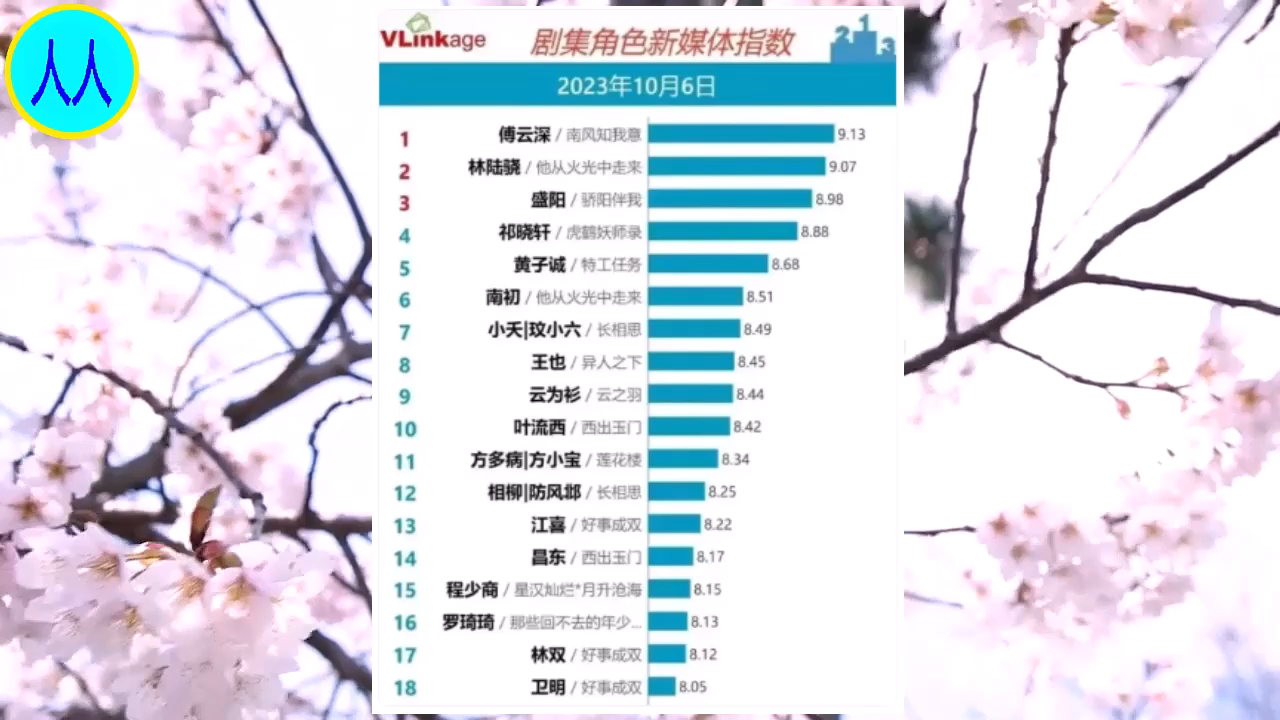 VLinkage
剧集角色新媒体指数
2 1 3
2023年10月6日
1 傅云深 / 南风知我意 9.13
2 林陆骁 / 他从火光中走来 9.07
3 盛阳 / 骄阳伴我 8.98
4 祁晓轩 / 虎鹤妖师录 8.88
5 黄子诚 / 特工任务 8.68
6 南初 / 他从火光中走来 8.51
7 小夭|玟小六 / 长相思 8.49
8 王也 / 异人之下 8.45
9 云为衫 / 云之羽 8.44
10 叶流西 / 西出玉门 8.42
11 方多病|方小宝 / 莲花楼 8.34
12 相柳|防风邶 / 长相思 8.25
13 江喜 / 好事成双 8.22
14 昌东 / 西出玉门 8.17
15 程少商 / 星汉灿烂*月升沧海 8.15
16 罗琦琦 / 那些回不去的年少... 8.13
17 林双 / 好事成双 8.12
18 卫明 / 好事成双 8.05